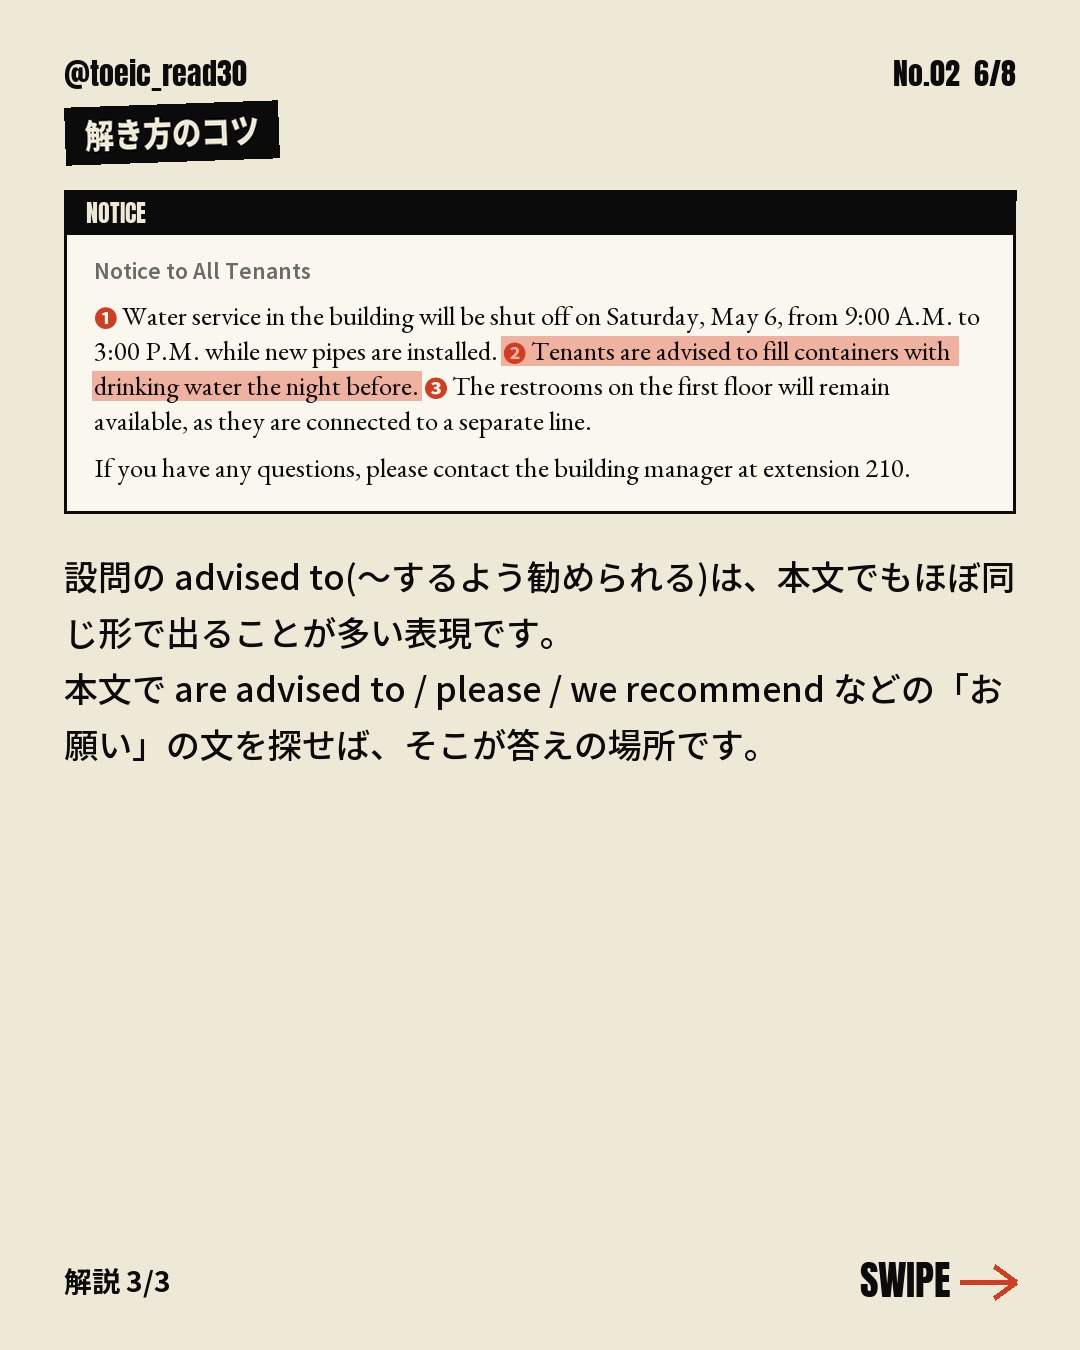 @toeic_read30
No.02 6/8
解き方のコツ
NOTICE
Notice to All Tenants
❶ Water service in the building will be shut off on Saturday, May 6, from 9:00 A.M. to
3:00 P.M. while new pipes are installed. ❷ Tenants are advised to fill containers with
drinking water the night before. ❸ The restrooms on the first floor will remain
available, as they are connected to a separate line.
If you have any questions, please contact the building manager at extension 210.
設問の advised to(〜するよう勧められる)は、本文でもほぼ同
じ形で出ることが多い表現です。
本文で are advised to / please / we recommend などの「お
願い」の文を探せば、そこが答えの場所です。
解説 3/3
SWIPE →